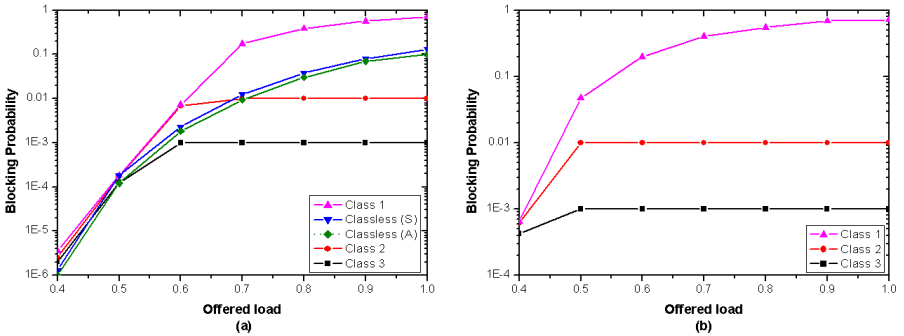 Blocking Probability
1
0.1
0.01
1E-3
1E-4
1E-5
1E-6
0.4 0.5 0.6 0.7 0.8 0.9 1.0
Offered load
(a)
Class 1
Classless (S)
Classless (A)
Class 2
Class 3
Blocking Probability
1
0.1
0.01
1E-3
1E-4
0.4 0.5 0.6 0.7 0.8 0.9 1.0
Offered load
(b)
Class 1
Class 2
Class 3